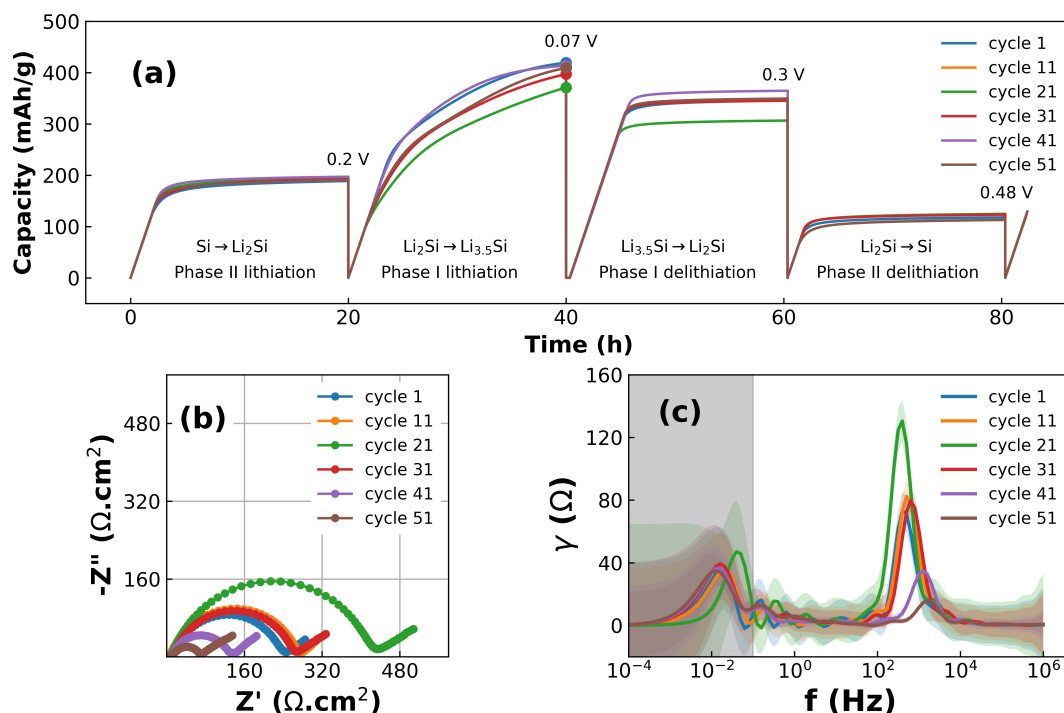 (a)
Capacity (mAh/g)
500
400
300
200
100
0
0.2 V
0.07 V
0.3 V
0.48 V
cycle 1
cycle 11
cycle 21
cycle 31
cycle 41
cycle 51
Si → Li₂Si
Phase II lithiation
Li₂Si → Li₃.₅Si
Phase I lithiation
Li₃.₅Si → Li₂Si
Phase I delithiation
Li₂Si → Si
Phase II delithiation
0 20 40 60 80
Time (h)
(b)
-Z" (Ω.cm²)
480
320
160
cycle 1
cycle 11
cycle 21
cycle 31
cycle 41
cycle 51
160 320 480
Z' (Ω.cm²)
(c)
γ (Ω)
160
120
80
40
0
cycle 1
cycle 11
cycle 21
cycle 31
cycle 41
cycle 51
10⁻⁴ 10⁻² 10⁰ 10² 10⁴ 10⁶
f (Hz)